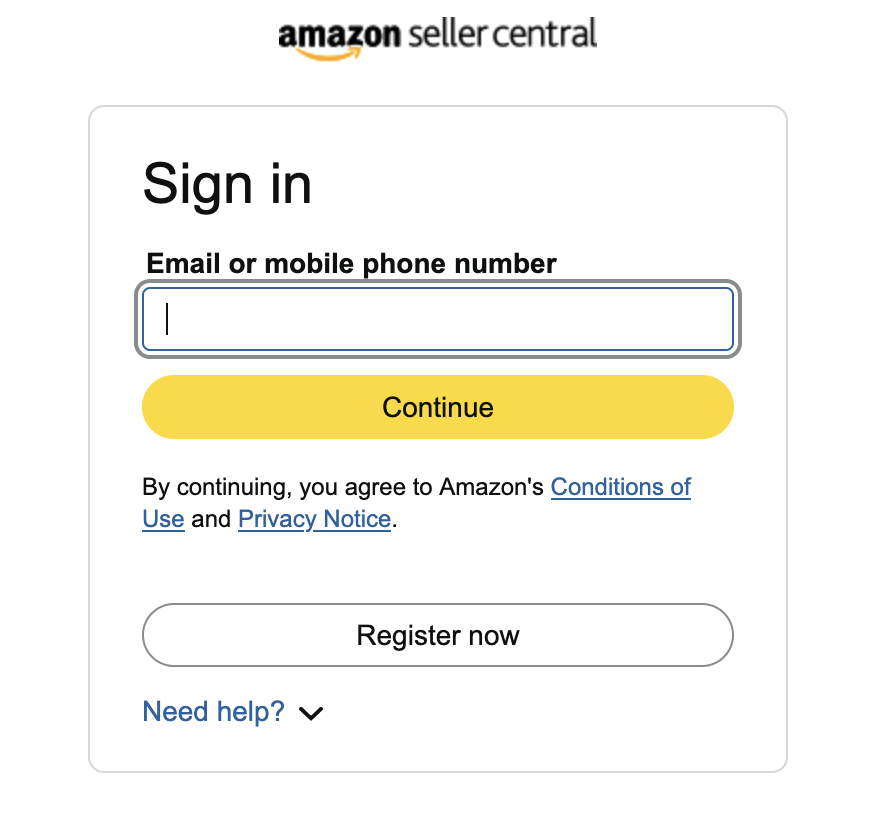 amazon seller central
Sign in
Email or mobile phone number
Continue
By continuing, you agree to Amazon's Conditions of
Use and Privacy Notice.
Register now
Need help?